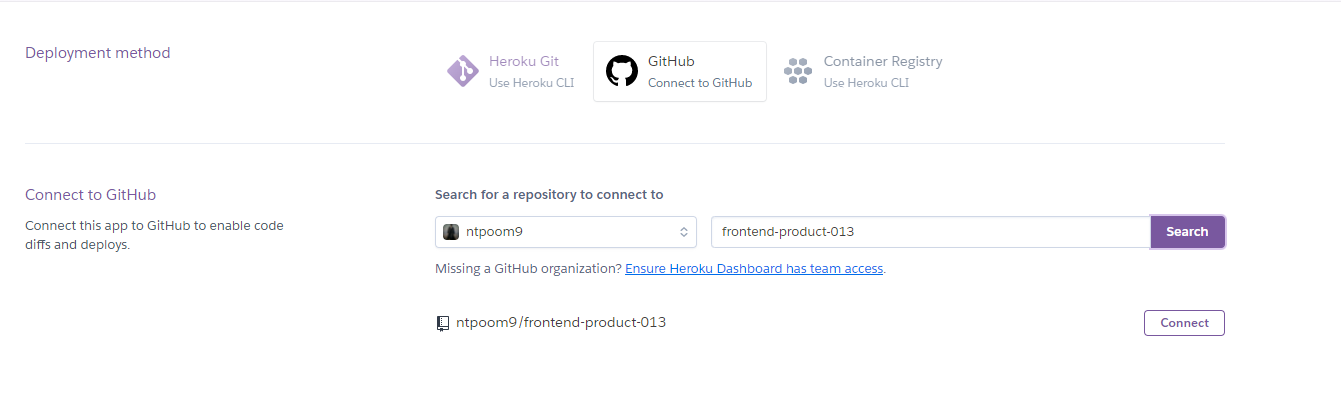 Deployment method
Heroku Git
Use Heroku CLI
GitHub
Connect to GitHub
Container Registry
Use Heroku CLI
Connect to GitHub
Connect this app to GitHub to enable code
diffs and deploys.
Search for a repository to connect to
ntpoom9
frontend-product-013
Search
Missing a GitHub organization? Ensure Heroku Dashboard has team access.
ntpoom9/frontend-product-013
Connect